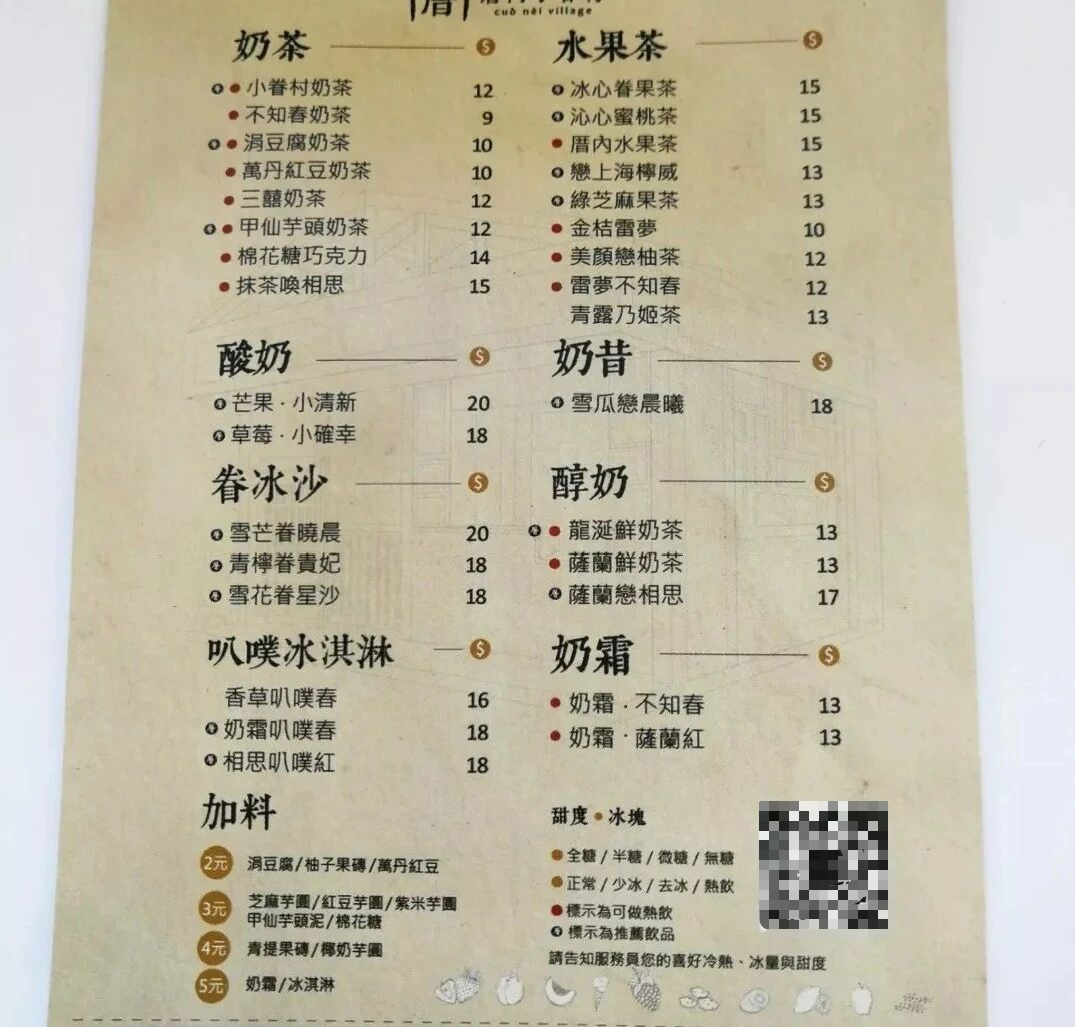 厝
cuò nèi village
奶茶 $
小眷村奶茶 12
不知春奶茶 9
涓豆腐奶茶 10
萬丹紅豆奶茶 10
三囍奶茶 12
甲仙芋頭奶茶 12
棉花糖巧克力 14
抹茶喚相思 15
酸奶 $
芒果·小清新 20
草莓·小確幸 18
眷冰沙 $
雪芒眷曉晨 20
青檸眷貴妃 18
雪花眷星沙 18
叭噗冰淇淋 $
香草叭噗春 16
奶霜叭噗春 18
相思叭噗紅 18
加料
2元 涓豆腐/柚子果磚/萬丹紅豆
3元 芝麻芋圓/紅豆芋圓/紫米芋圓
甲仙芋頭泥/棉花糖
4元 青提果磚/椰奶芋圓
5元 奶霜/冰淇淋
水果茶 $
冰心眷果茶 15
沁心蜜桃茶 15
厝內水果茶 15
戀上海檸威 13
綠芝麻果茶 13
金桔雷夢 10
美顏戀柚茶 12
雷夢不知春 12
青露乃姬茶 13
奶昔 $
雪瓜戀晨曦 18
醇奶 $
龍涎鮮奶茶 13
薩蘭鮮奶茶 13
薩蘭戀相思 17
奶霜 $
奶霜·不知春 13
奶霜·薩蘭紅 13
甜度•冰塊
全糖/半糖/微糖/無糖
正常/少冰/去冰/熱飲
標示為可做熱飲
標示為推薦飲品
請告知服務員您的喜好冷熱、冰量與甜度